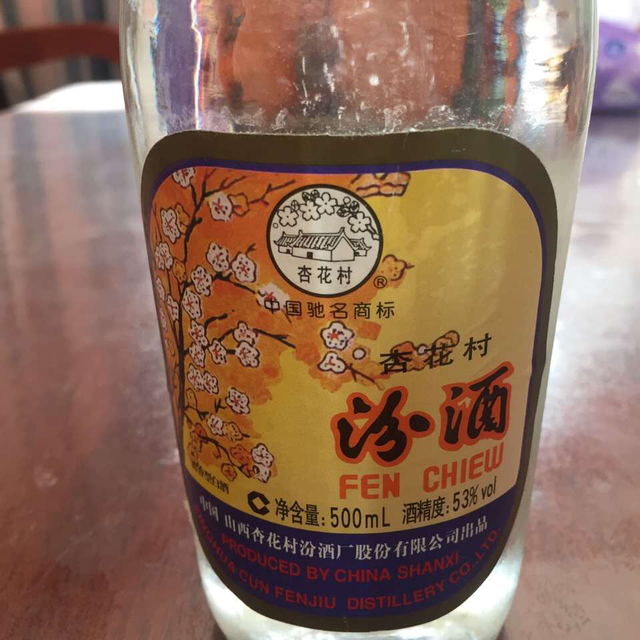 杏花村
®
中国驰名商标
杏花村
汾酒
FEN CHIEW
净含量:500mL 酒精度:53%vol
中国 山西杏花村汾酒厂股份有限公司出品
PRODUCED BY CHINA SHANXI
CUN FENJIU DISTILLERY CO.,LTD.